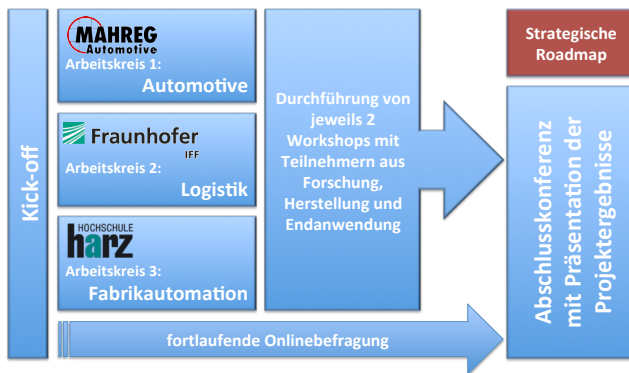 Kick-off
MAHREG
Automotive
Arbeitskreis 1:
Automotive
Fraunhofer
IFF
Arbeitskreis 2:
Logistik
HOCHSCHULE
harz
Arbeitskreis 3:
Fabrikautomation
Durchführung von
jeweils 2
Workshops mit
Teilnehmern aus
Forschung,
Herstellung und
Endanwendung
fortlaufende Onlinebefragung
Strategische
Roadmap
Abschlusskonferenz
mit Präsentation der
Projektergebnisse